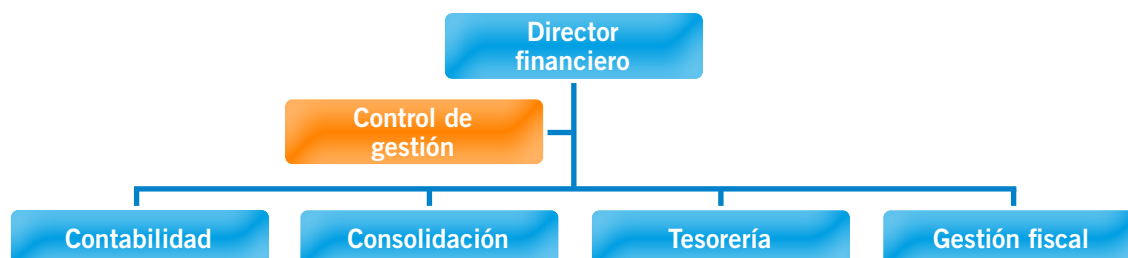 Director
financiero
Control de
gestión
Contabilidad
Consolidación
Tesorería
Gestión fiscal